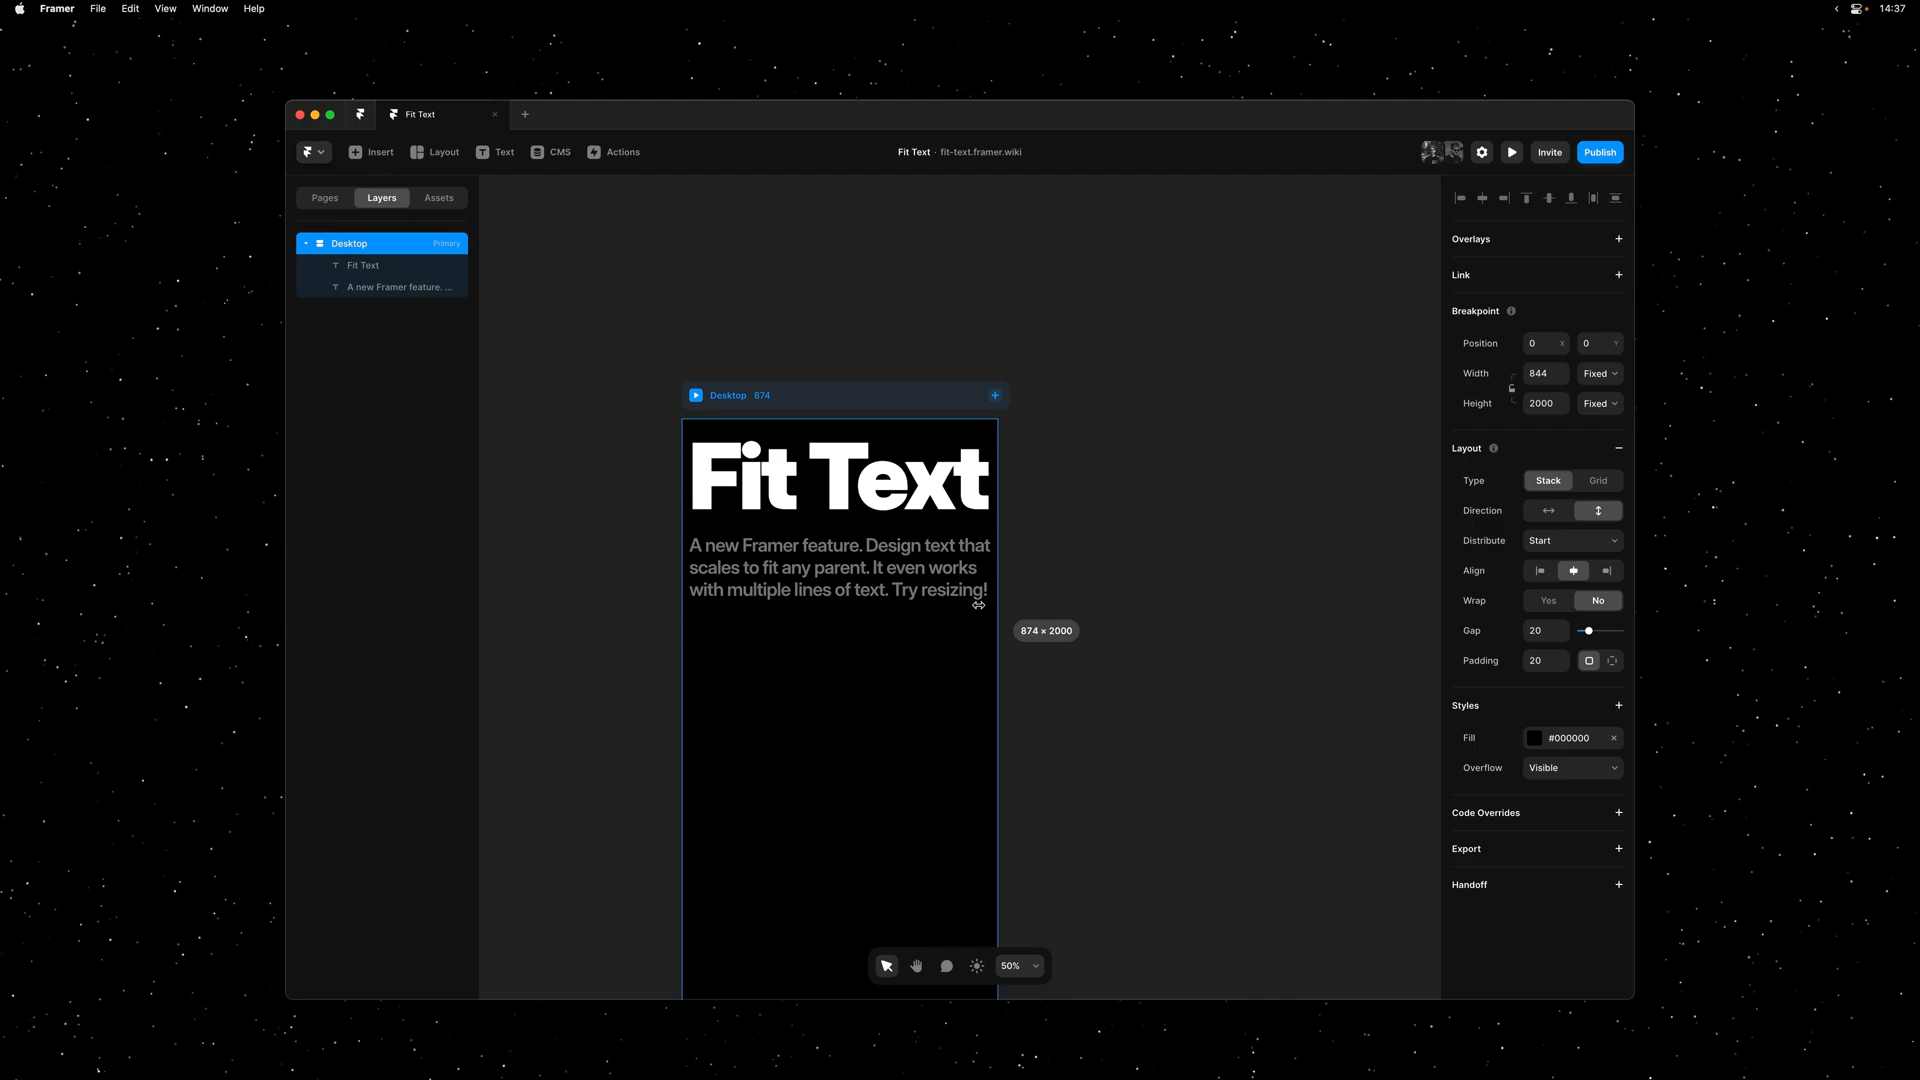 Framer File Edit View Window Help
14:37
Fit Text
Insert Layout Text CMS Actions
Fit Text · fit-text.framer.wiki
Invite Publish
Pages Layers Assets
Desktop Primary
Fit Text
A new Framer feature. ...
Desktop 874
Fit Text
A new Framer feature. Design text that
scales to fit any parent. It even works
with multiple lines of text. Try resizing!
874 × 2000
50%
Overlays
Link
Breakpoint
Position 0 X 0 Y
Width 844 Fixed
Height 2000 Fixed
Layout
Type Stack Grid
Direction
Distribute Start
Align
Wrap Yes No
Gap 20
Padding 20
Styles
Fill #000000
Overflow Visible
Code Overrides
Export
Handoff